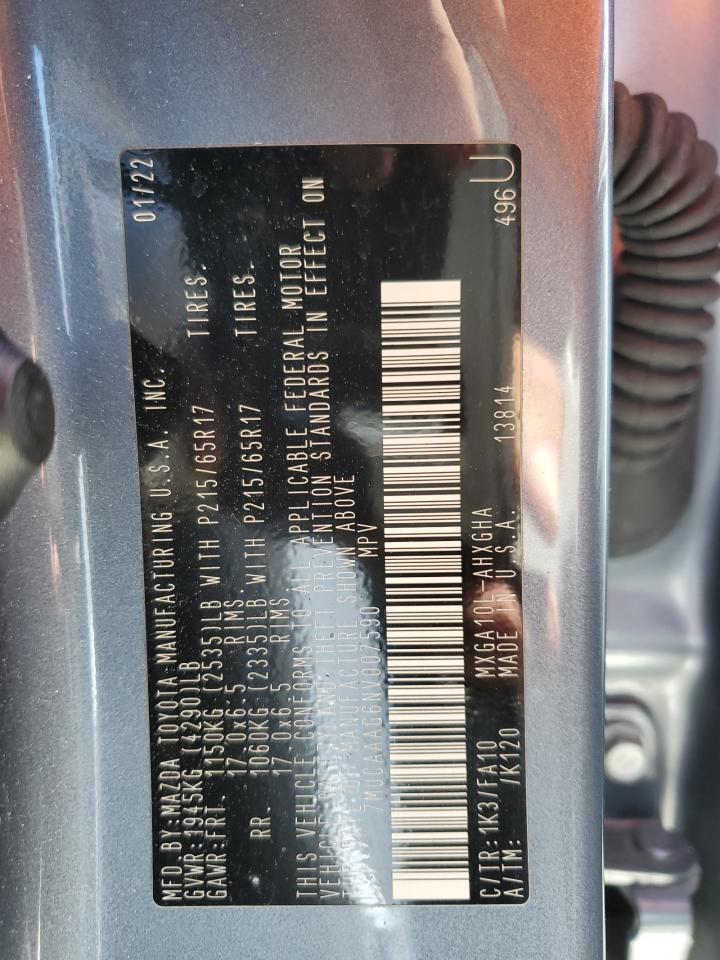 MFD.BY:MAZDA TOYOTA MANUFACTURING U.S.A. INC. 01/22
GVWR:1945KG (4290)LB
GAWR:FRT. 1150KG (2535)LB WITH P215/65R17 TIRES.
17.0x6.5 RIMS.
RR. 1060KG (2335)LB WITH P215/65R17 TIRES.
17.0x6.5 RIMS
THIS VEHICLE CONFORMS TO ALL APPLICABLE FEDERAL MOTOR
VEHICLE AND THEFT PREVENTION STANDARDS IN EFFECT ON
THE DATE OF MANUFACTURE SHOWN ABOVE
7MUCAAAG6NV007590 MPV
C/TR:1K3/FA10 MXGA10L-AHXGHA
A/TM: /K120 MADE IN U.S.A. 13814
496 U